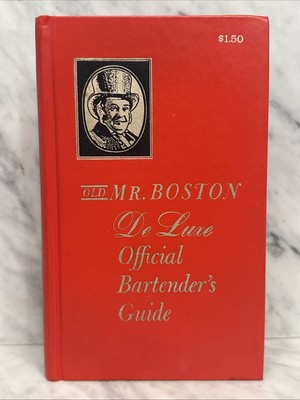 $1.50
OLD MR. BOSTON
De Luxe
Official
Bartender's
Guide